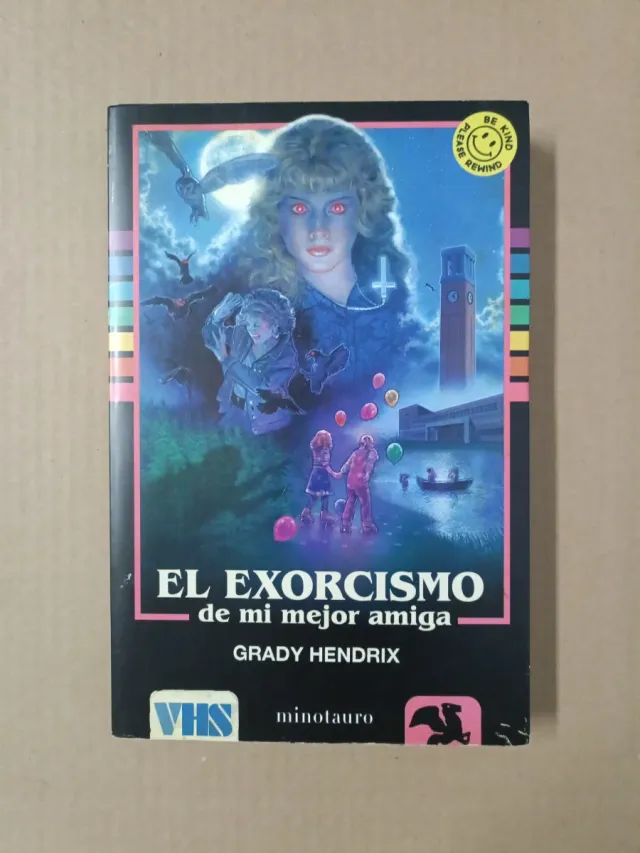 BE KIND
PLEASE REWIND
EL EXORCISMO
de mi mejor amiga
GRADY HENDRIX
VHS
minotauro